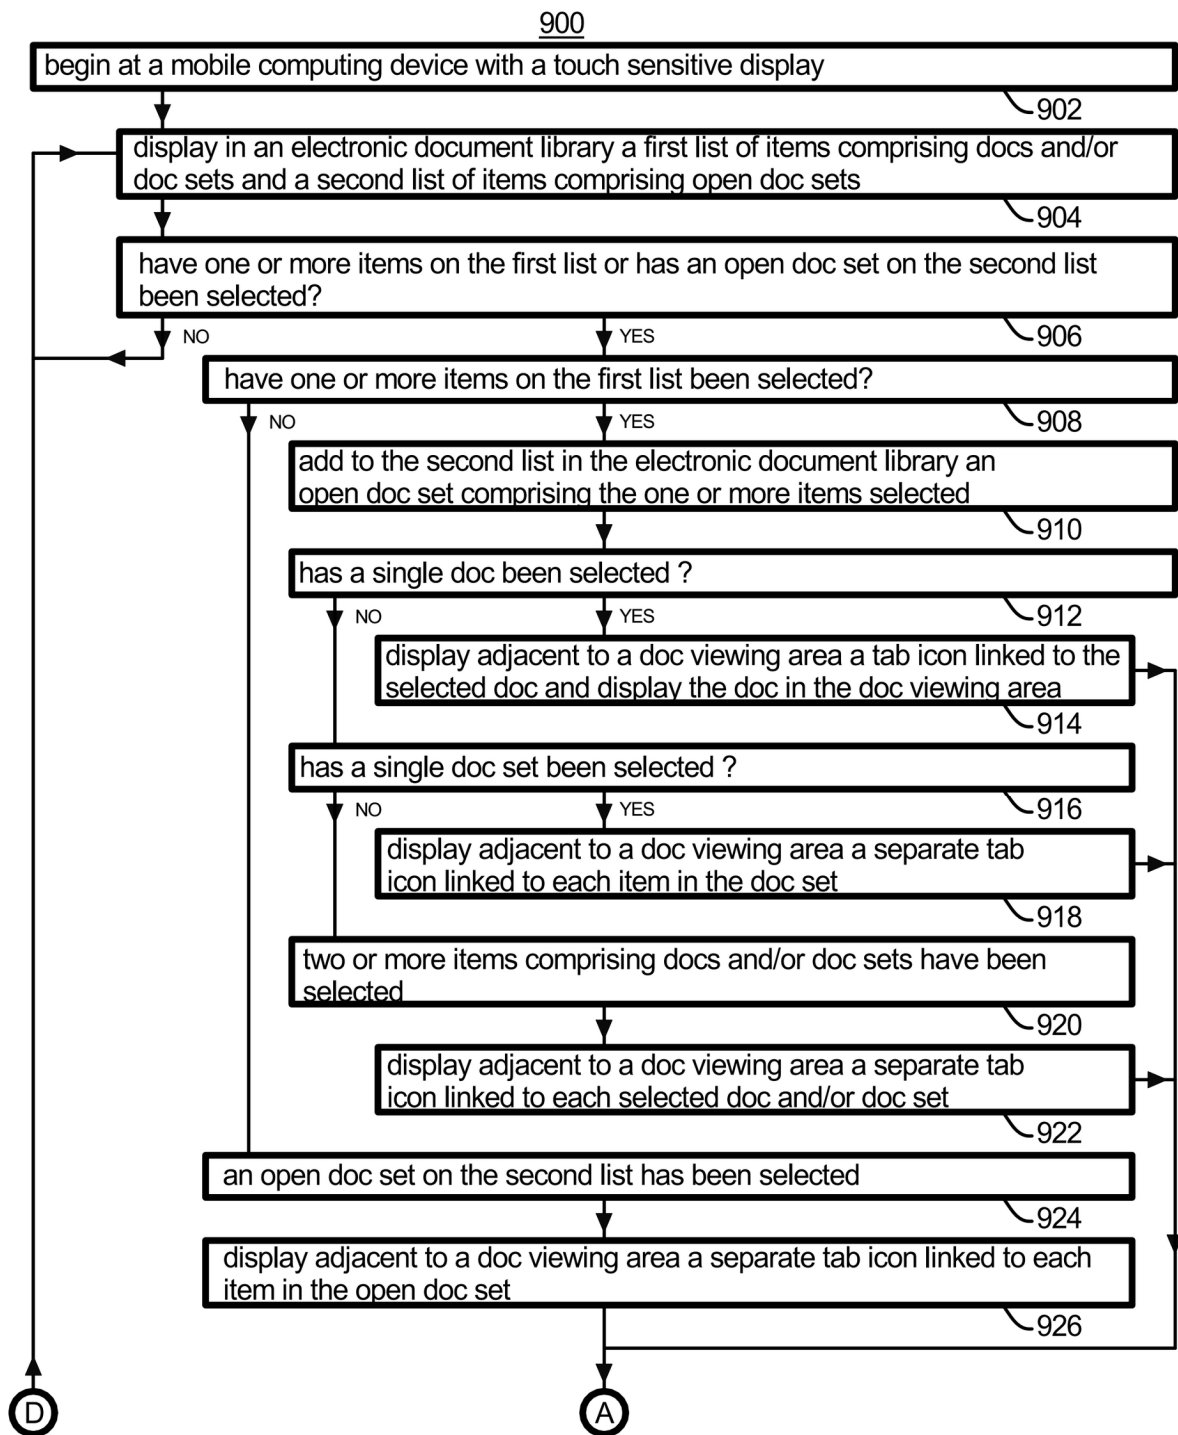 900
begin at a mobile computing device with a touch sensitive display
902
display in an electronic document library a first list of items comprising docs and/or
doc sets and a second list of items comprising open doc sets
904
have one or more items on the first list or has an open doc set on the second list
been selected?
906
NO
YES
have one or more items on the first list been selected?
908
NO
YES
add to the second list in the electronic document library an
open doc set comprising the one or more items selected
910
has a single doc been selected ?
912
NO
YES
display adjacent to a doc viewing area a tab icon linked to the
selected doc and display the doc in the doc viewing area
914
has a single doc set been selected ?
916
NO
YES
display adjacent to a doc viewing area a separate tab
icon linked to each item in the doc set
918
two or more items comprising docs and/or doc sets have been
selected
920
display adjacent to a doc viewing area a separate tab
icon linked to each selected doc and/or doc set
922
an open doc set on the second list has been selected
924
display adjacent to a doc viewing area a separate tab icon linked to each
item in the open doc set
926
D
A